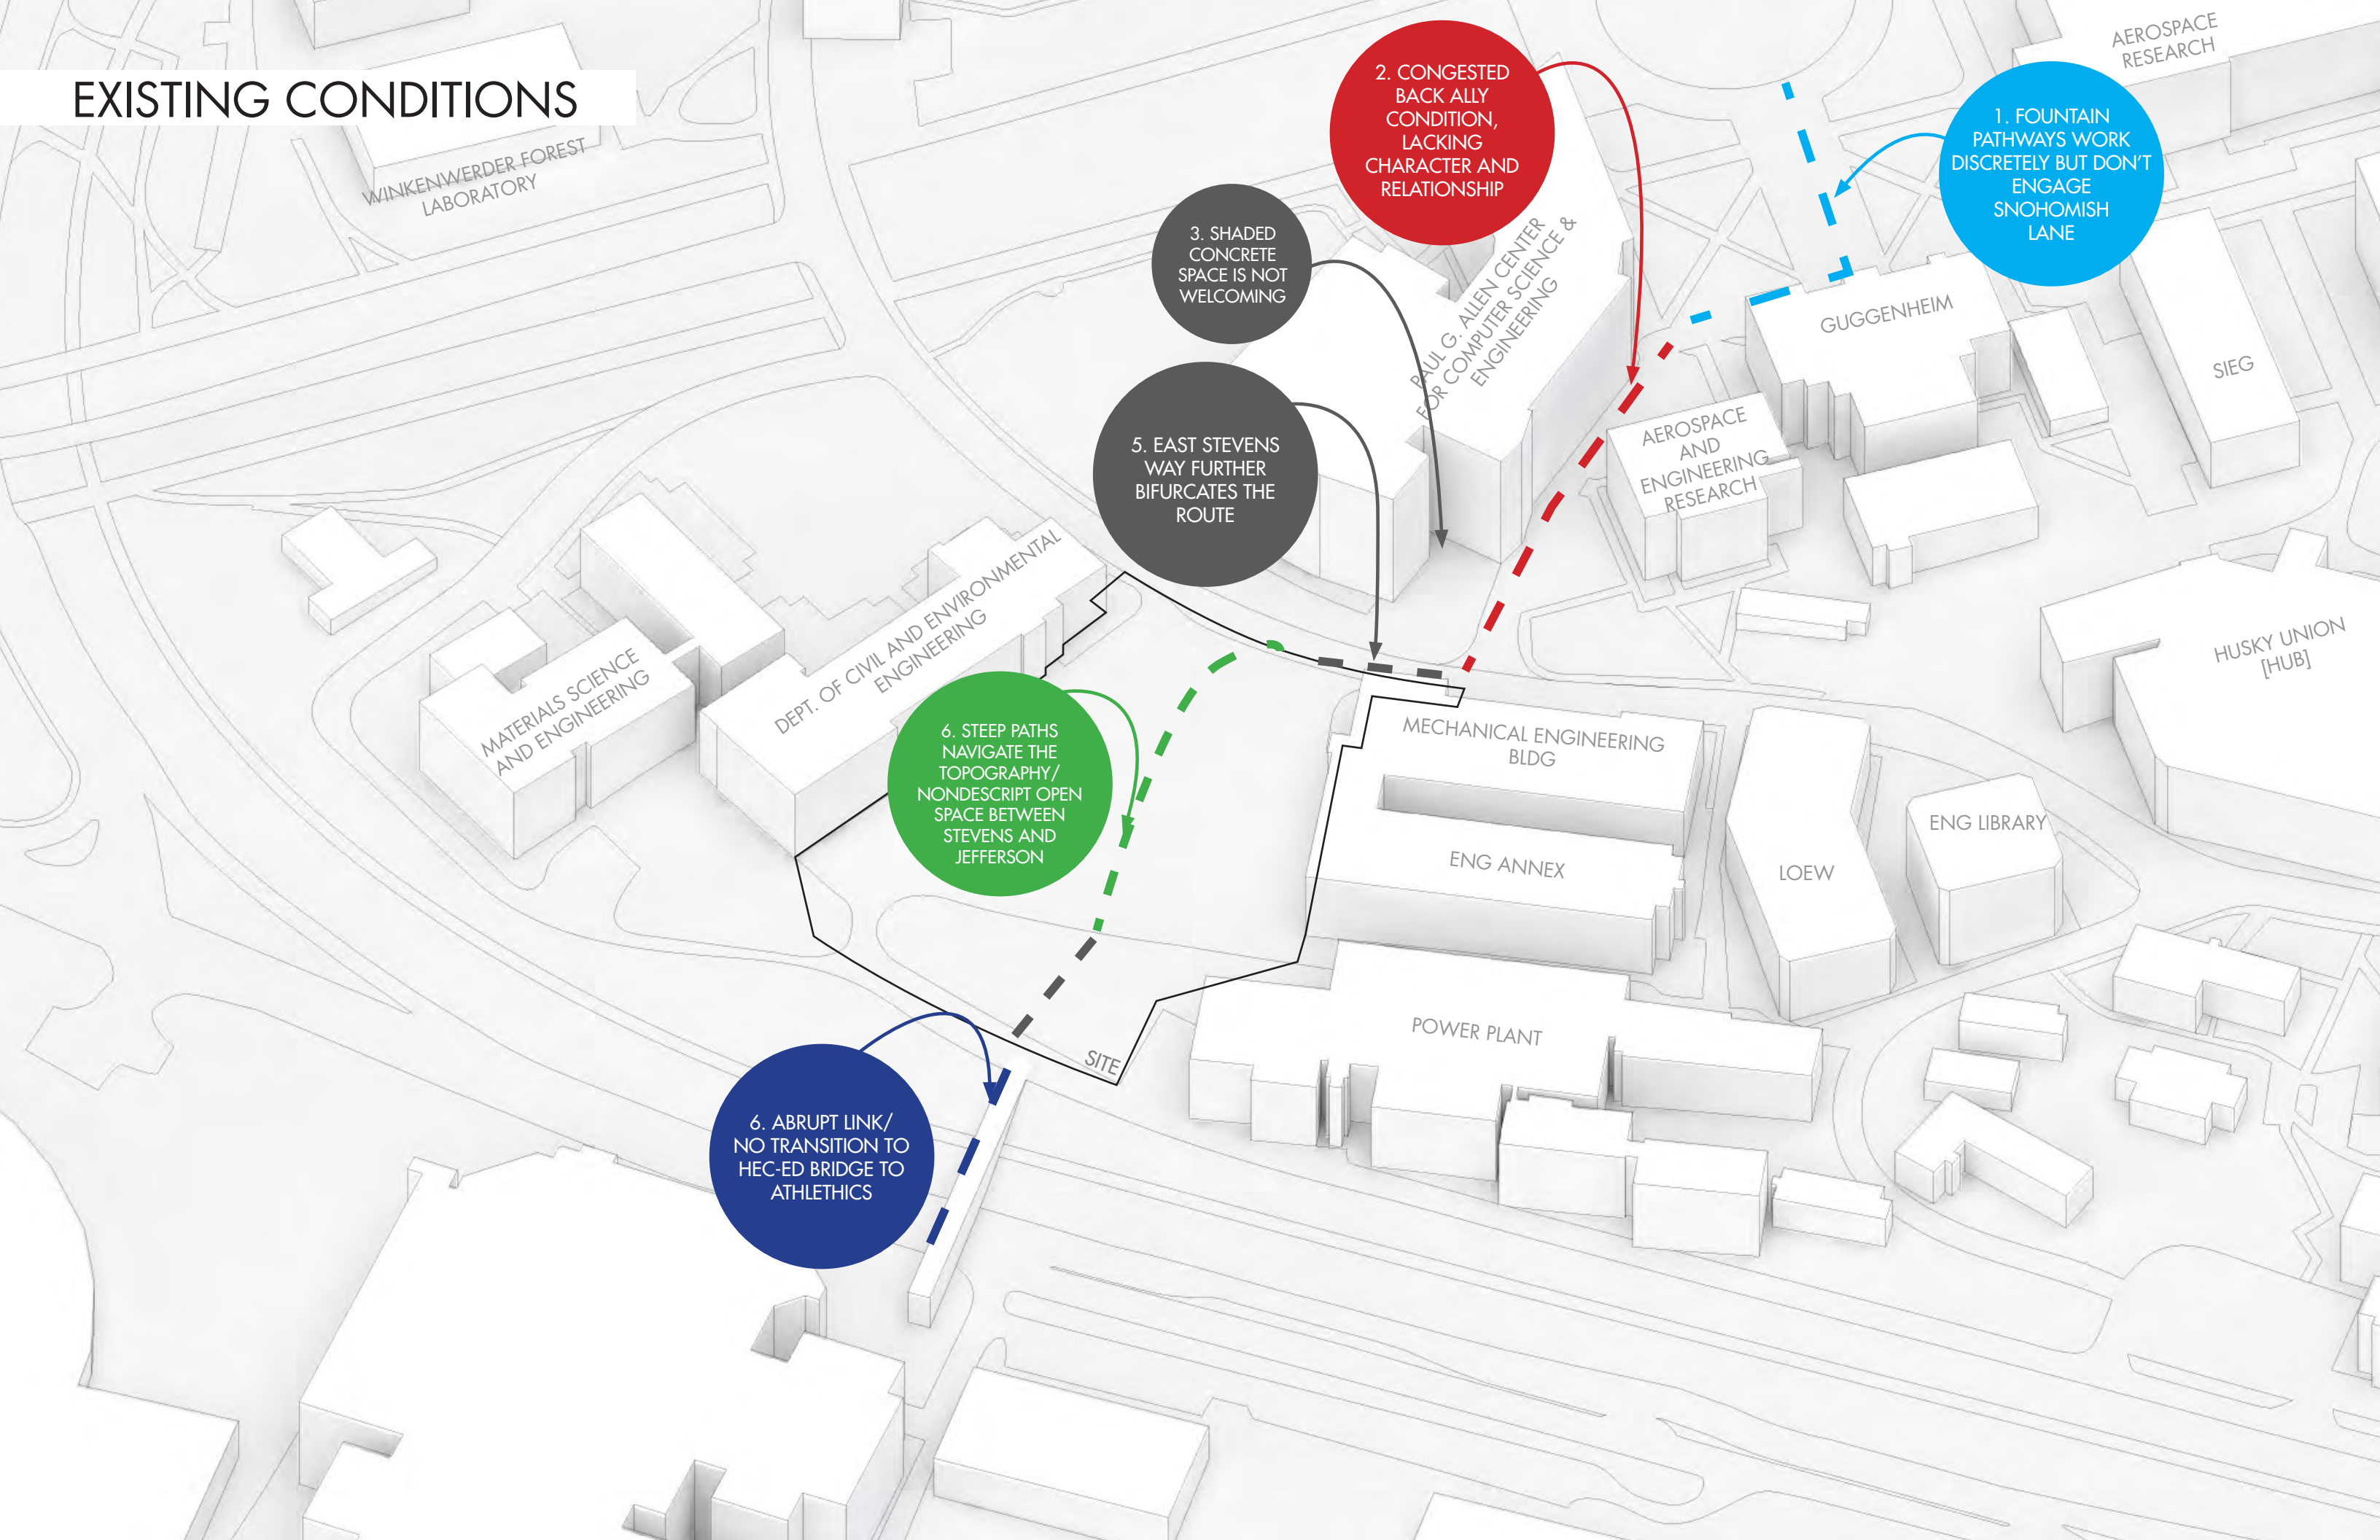 EXISTING CONDITIONS
AEROSPACE
RESEARCH
2. CONGESTED
BACK ALLY
CONDITION,
LACKING
CHARACTER AND
RELATIONSHIP
1. FOUNTAIN
PATHWAYS WORK
DISCRETELY BUT DON'T
ENGAGE
SNOHOMISH
LANE
WINKENWERDER FOREST
LABORATORY
3. SHADED
CONCRETE
SPACE IS NOT
WELCOMING
PAUL G. ALLEN CENTER
FOR COMPUTER SCIENCE &
ENGINEERING
GUGGENHEIM
SIEG
AEROSPACE
AND
ENGINEERING
RESEARCH
5. EAST STEVENS
WAY FURTHER
BIFURCATES THE
ROUTE
DEPT. OF CIVIL AND ENVIRONMENTAL
ENGINEERING
MATERIALS SCIENCE
AND ENGINEERING
HUSKY UNION
[HUB]
6. STEEP PATHS
NAVIGATE THE
TOPOGRAPHY/
NONDESCRIPT OPEN
SPACE BETWEEN
STEVENS AND
JEFFERSON
MECHANICAL ENGINEERING
BLDG
ENG ANNEX
LOEW
ENG LIBRARY
POWER PLANT
SITE
6. ABRUPT LINK/
NO TRANSITION TO
HEC-ED BRIDGE TO
ATHLETHICS